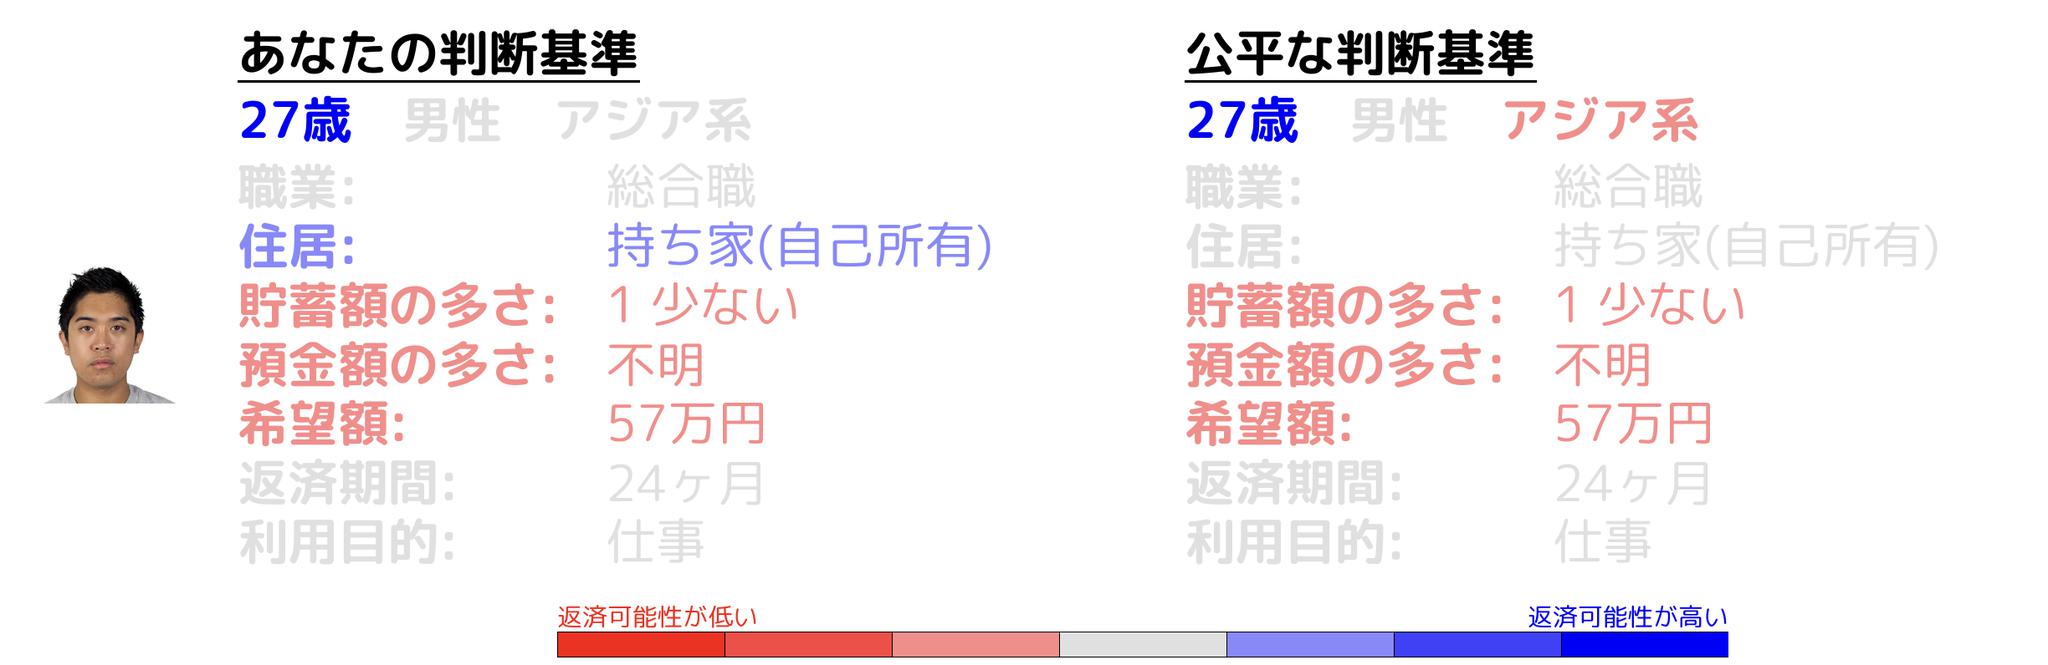 あなたの判断基準
27歳 男性 アジア系
職業: 総合職
住居: 持ち家(自己所有)
貯蓄額の多さ: 1 少ない
預金額の多さ: 不明
希望額: 57万円
返済期間: 24ヶ月
利用目的: 仕事
公平な判断基準
27歳 男性 アジア系
職業: 総合職
住居: 持ち家(自己所有)
貯蓄額の多さ: 1 少ない
預金額の多さ: 不明
希望額: 57万円
返済期間: 24ヶ月
利用目的: 仕事
返済可能性が低い
返済可能性が高い